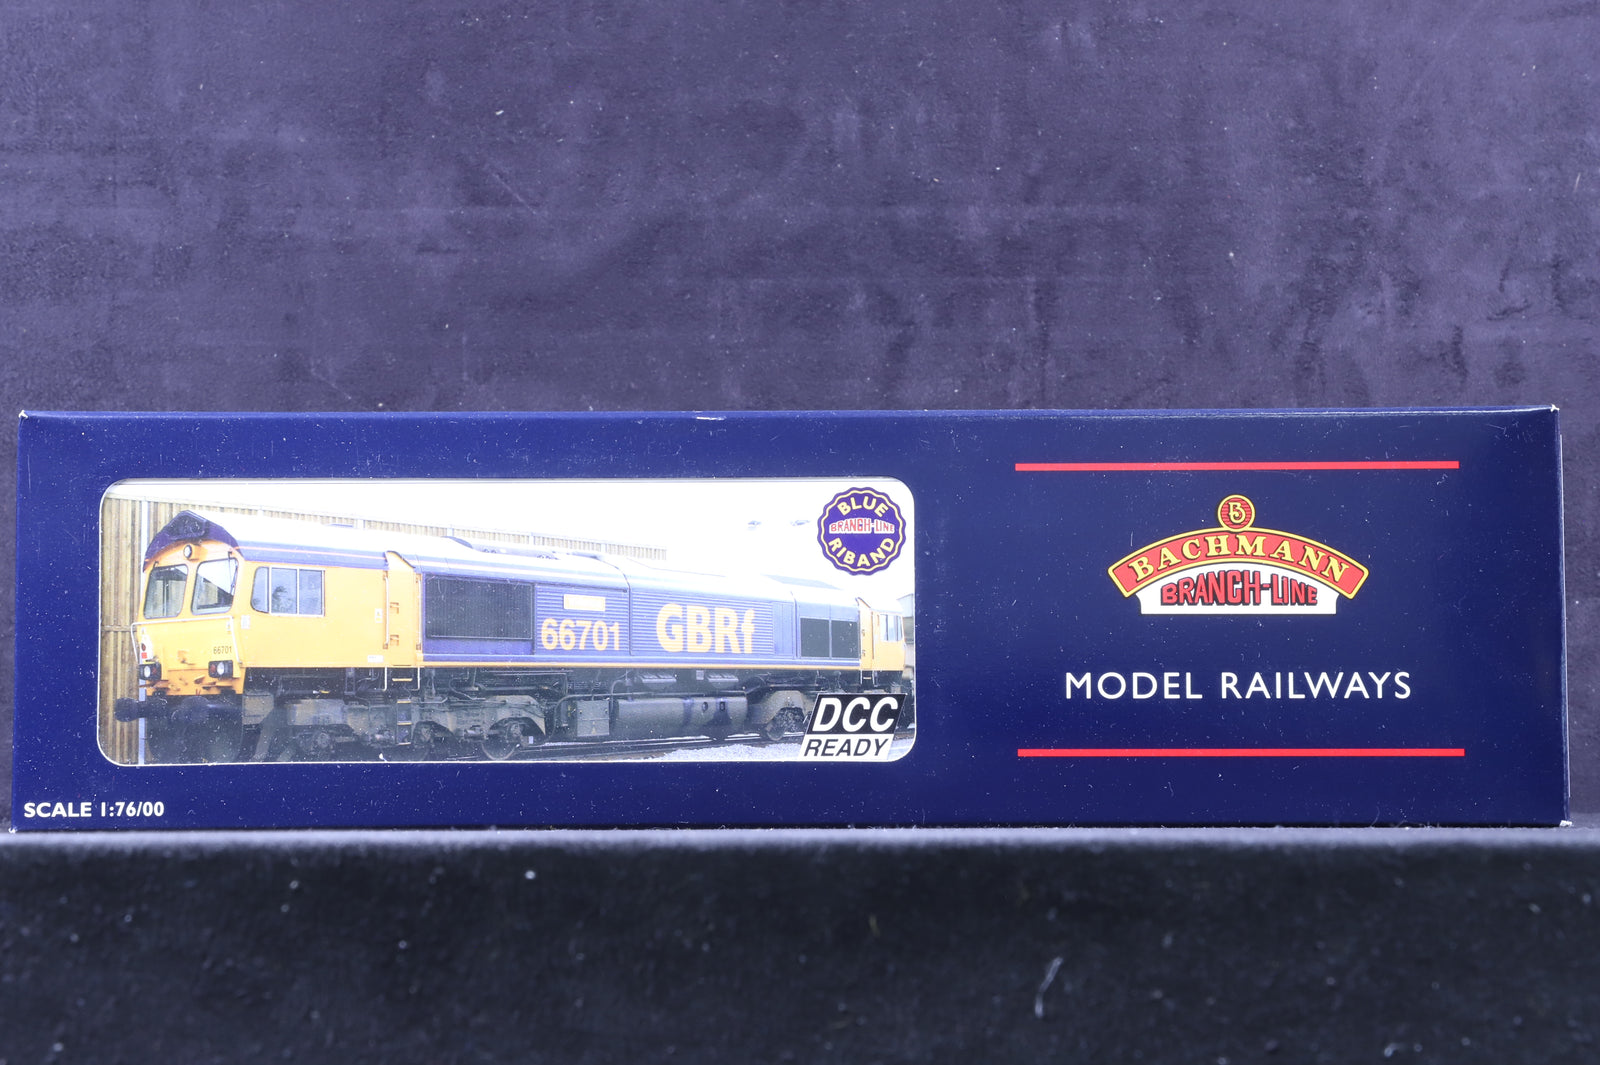 BLUE
BRANCH-LINE
RIBAND
66701
GBRf
66701
DCC
READY
SCALE 1:76/00
B
BACHMANN
BRANCH-LINE
MODEL RAILWAYS